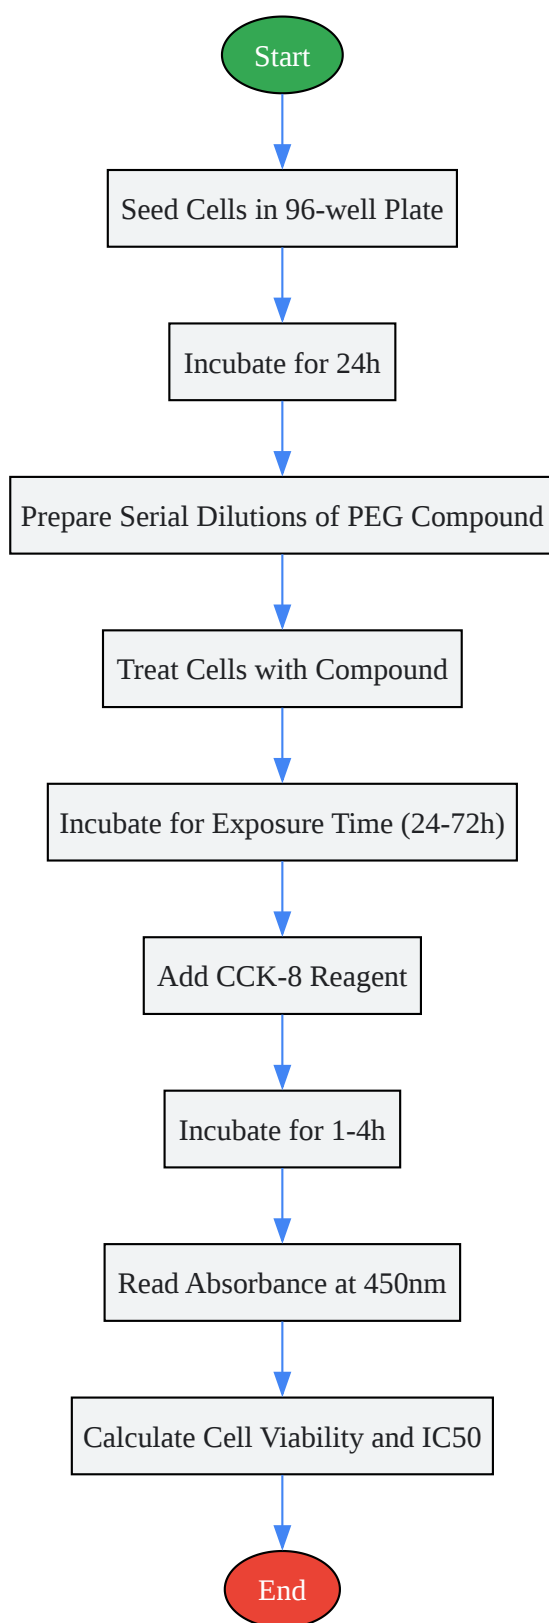 Start
Seed Cells in 96-well Plate
Incubate for 24h
Prepare Serial Dilutions of PEG Compound
Treat Cells with Compound
Incubate for Exposure Time (24-72h)
Add CCK-8 Reagent
Incubate for 1-4h
Read Absorbance at 450nm
Calculate Cell Viability and IC50
End